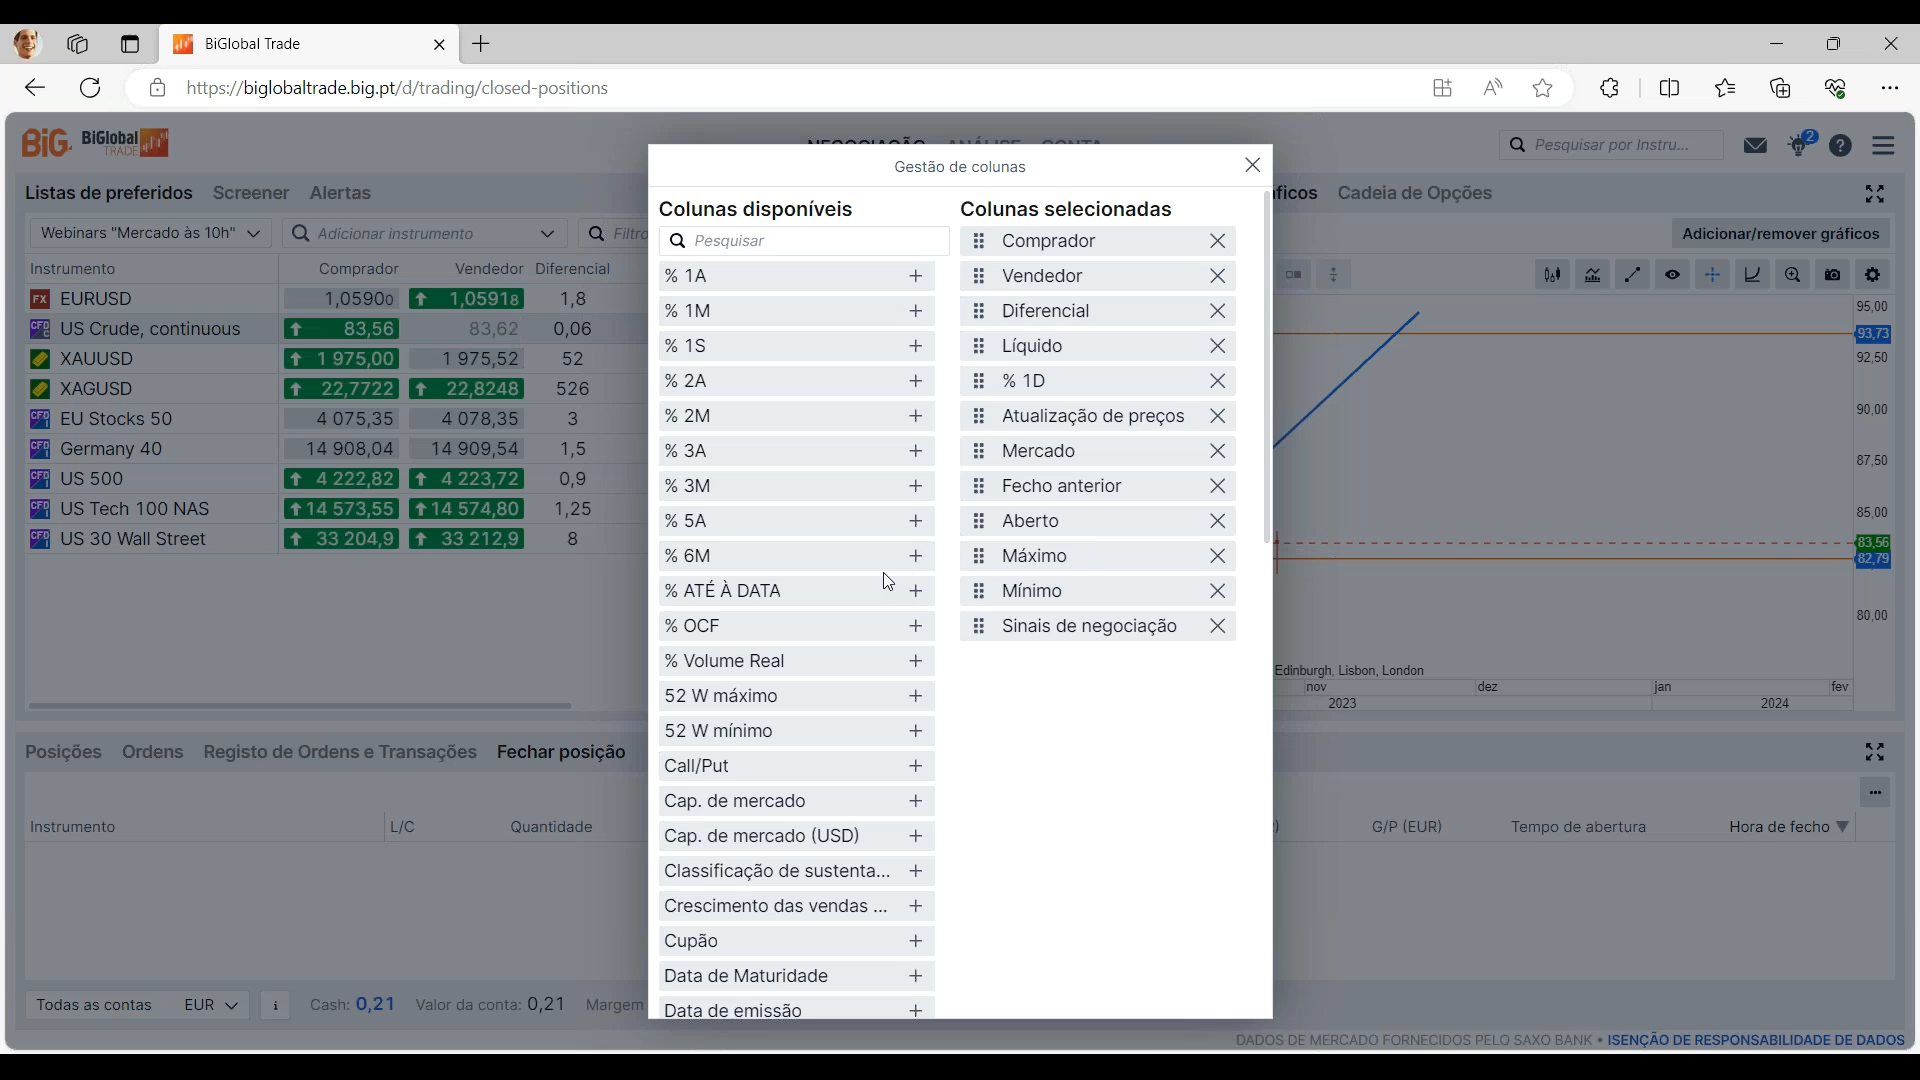 BiGlobal Trade
https://biglobaltrade.big.pt/d/trading/closed-positions
BiG. BiGlobal TRADE
NEGOCIAÇÃO ANÁLISE CONTA
Pesquisar por Instru...
2
?
Gestão de colunas
Listas de preferidos Screener Alertas
ficos Cadeia de Opções
Webinars "Mercado às 10h"
Adicionar instrumento
Filtro
Adicionar/remover gráficos
Instrumento Comprador Vendedor Diferencial
FX EURUSD 1,05900 1,05918 1,8
CFD C US Crude, continuous 83,56 83,62 0,06
XAUUSD 1 975,00 1 975,52 52
XAGUSD 22,7722 22,8248 526
CFD I EU Stocks 50 4 075,35 4 078,35 3
CFD I Germany 40 14 908,04 14 909,54 1,5
CFD I US 500 4 222,82 4 223,72 0,9
CFD I US Tech 100 NAS 14 573,55 14 574,80 1,25
CFD I US 30 Wall Street 33 204,9 33 212,9 8
Colunas disponíveis
Pesquisar
% 1A
% 1M
% 1S
% 2A
% 2M
% 3A
% 3M
% 5A
% 6M
% ATÉ À DATA
% OCF
% Volume Real
52 W máximo
52 W mínimo
Call/Put
Cap. de mercado
Cap. de mercado (USD)
Classificação de sustenta...
Crescimento das vendas ...
Cupão
Data de Maturidade
Data de emissão
Colunas selecionadas
Comprador
Vendedor
Diferencial
Líquido
% 1D
Atualização de preços
Mercado
Fecho anterior
Aberto
Máximo
Mínimo
Sinais de negociação
95,00
93,73
92,50
90,00
87,50
85,00
83,56
82,79
80,00
Edinburgh, Lisbon, London
nov dez jan fev
2023 2024
Posições Ordens Registo de Ordens e Transações Fechar posição
Instrumento L/C Quantidade
) G/P (EUR) Tempo de abertura Hora de fecho
Todas as contas EUR i Cash: 0,21 Valor da conta: 0,21 Margem
DADOS DE MERCADO FORNECIDOS PELO SAXO BANK • ISENÇÃO DE RESPONSABILIDADE DE DADOS